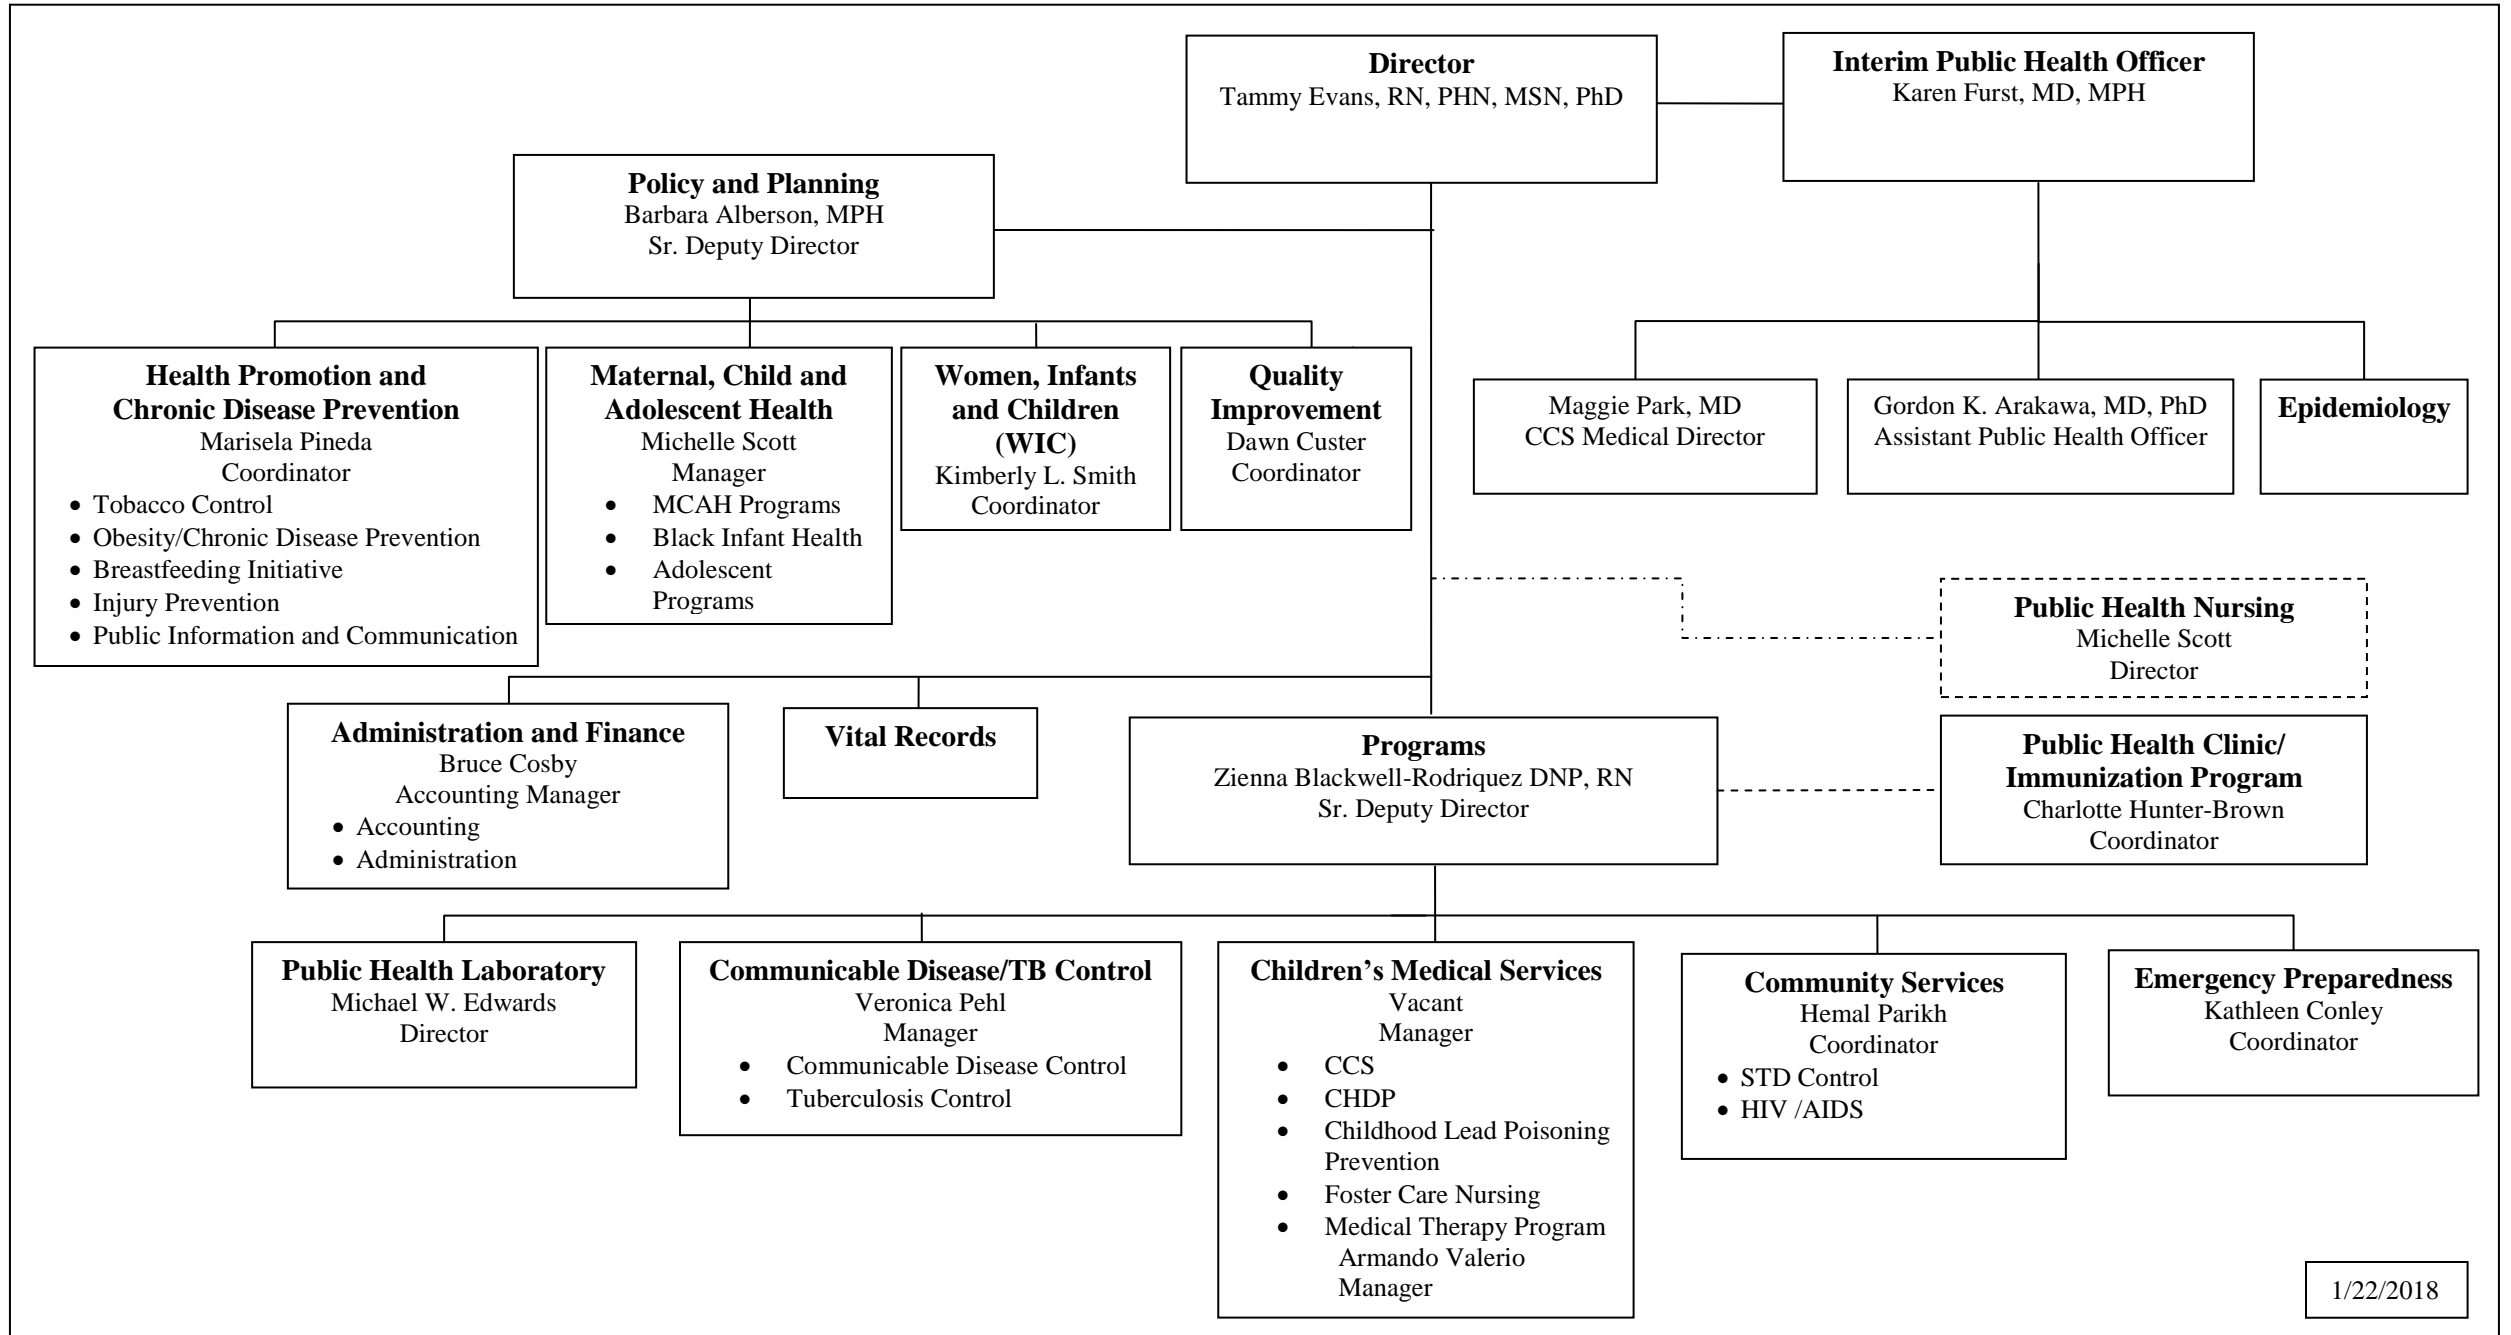 Director
Tammy Evans, RN, PHN, MSN, PhD
Interim Public Health Officer
Karen Furst, MD, MPH
Policy and Planning
Barbara Alberson, MPH
Sr. Deputy Director
Health Promotion and
Chronic Disease Prevention
Marisela Pineda
Coordinator
• Tobacco Control
• Obesity/Chronic Disease Prevention
• Breastfeeding Initiative
• Injury Prevention
• Public Information and Communication
Maternal, Child and
Adolescent Health
Michelle Scott
Manager
• MCAH Programs
• Black Infant Health
• Adolescent
Programs
Women, Infants
and Children
(WIC)
Kimberly L. Smith
Coordinator
Quality
Improvement
Dawn Custer
Coordinator
Maggie Park, MD
CCS Medical Director
Gordon K. Arakawa, MD, PhD
Assistant Public Health Officer
Epidemiology
Public Health Nursing
Michelle Scott
Director
Administration and Finance
Bruce Cosby
Accounting Manager
• Accounting
• Administration
Vital Records
Programs
Zienna Blackwell-Rodriquez DNP, RN
Sr. Deputy Director
Public Health Clinic/
Immunization Program
Charlotte Hunter-Brown
Coordinator
Public Health Laboratory
Michael W. Edwards
Director
Communicable Disease/TB Control
Veronica Pehl
Manager
• Communicable Disease Control
• Tuberculosis Control
Children’s Medical Services
Vacant
Manager
• CCS
• CHDP
• Childhood Lead Poisoning
Prevention
• Foster Care Nursing
• Medical Therapy Program
Armando Valerio
Manager
Community Services
Hemal Parikh
Coordinator
• STD Control
• HIV /AIDS
Emergency Preparedness
Kathleen Conley
Coordinator
1/22/2018